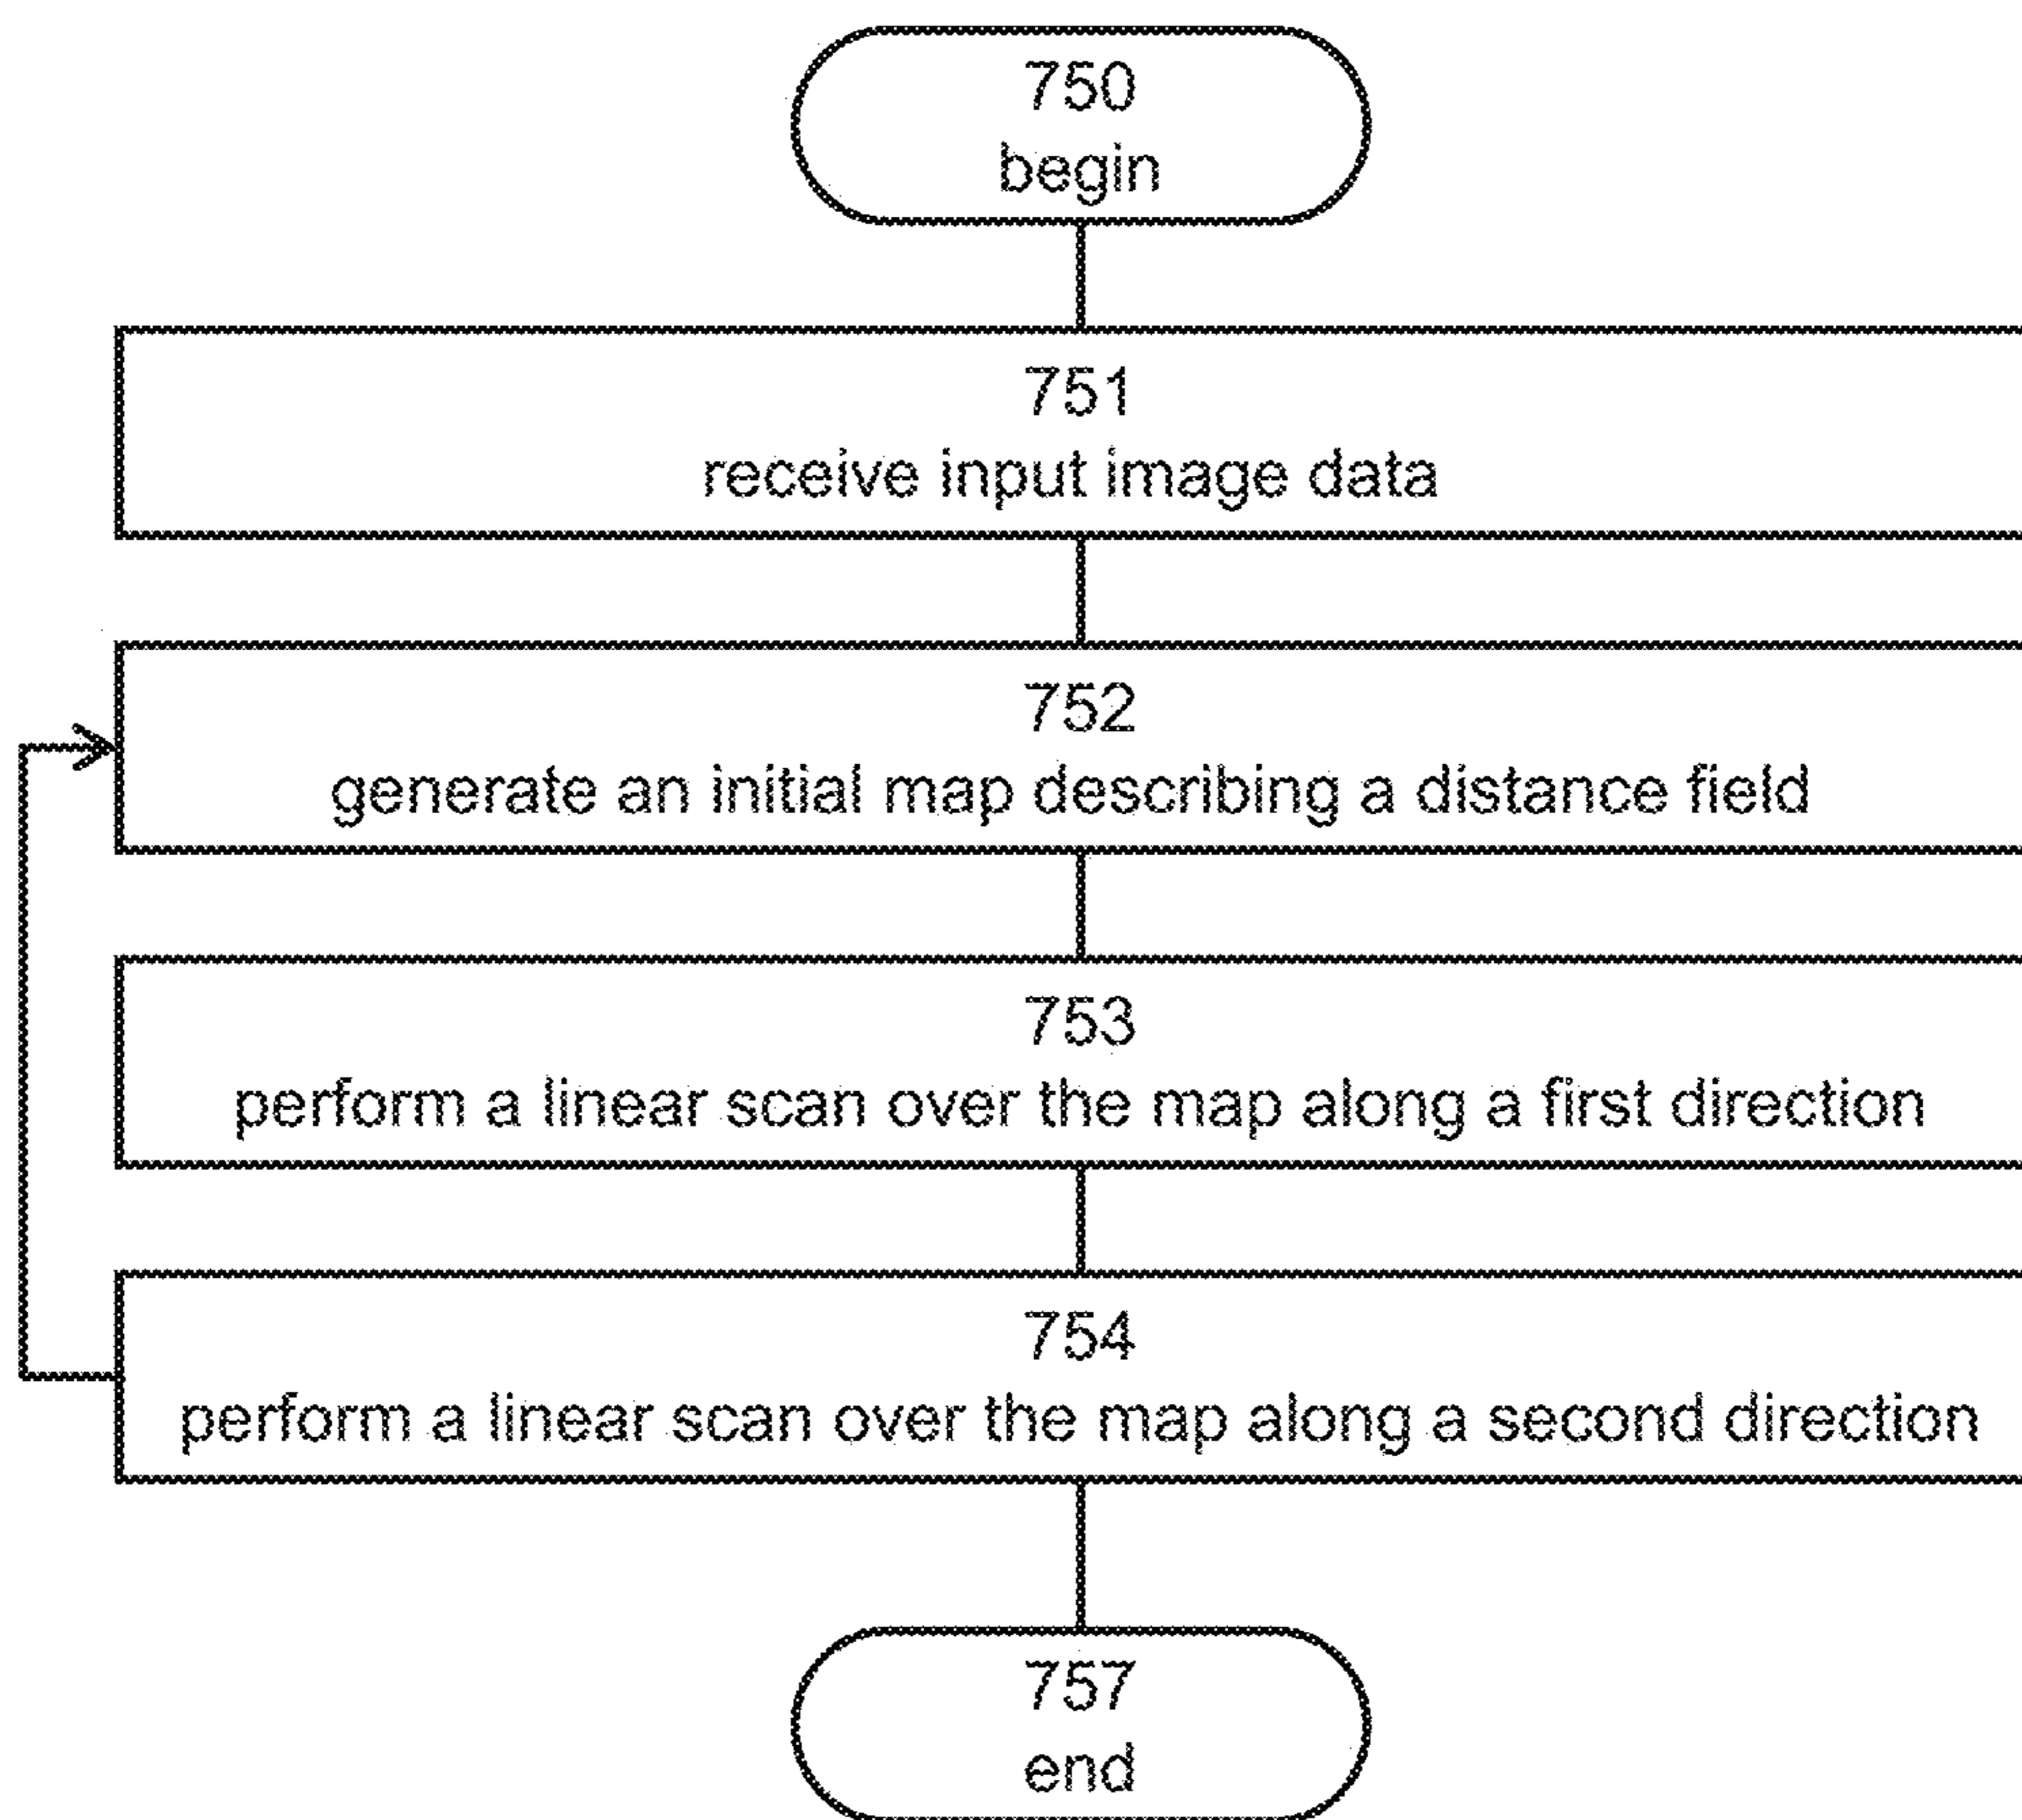 750
begin
751
receive input image data
752
generate an initial map describing a distance field
753
perform a linear scan over the map along a first direction
754
perform a linear scan over the map along a second direction
757
end